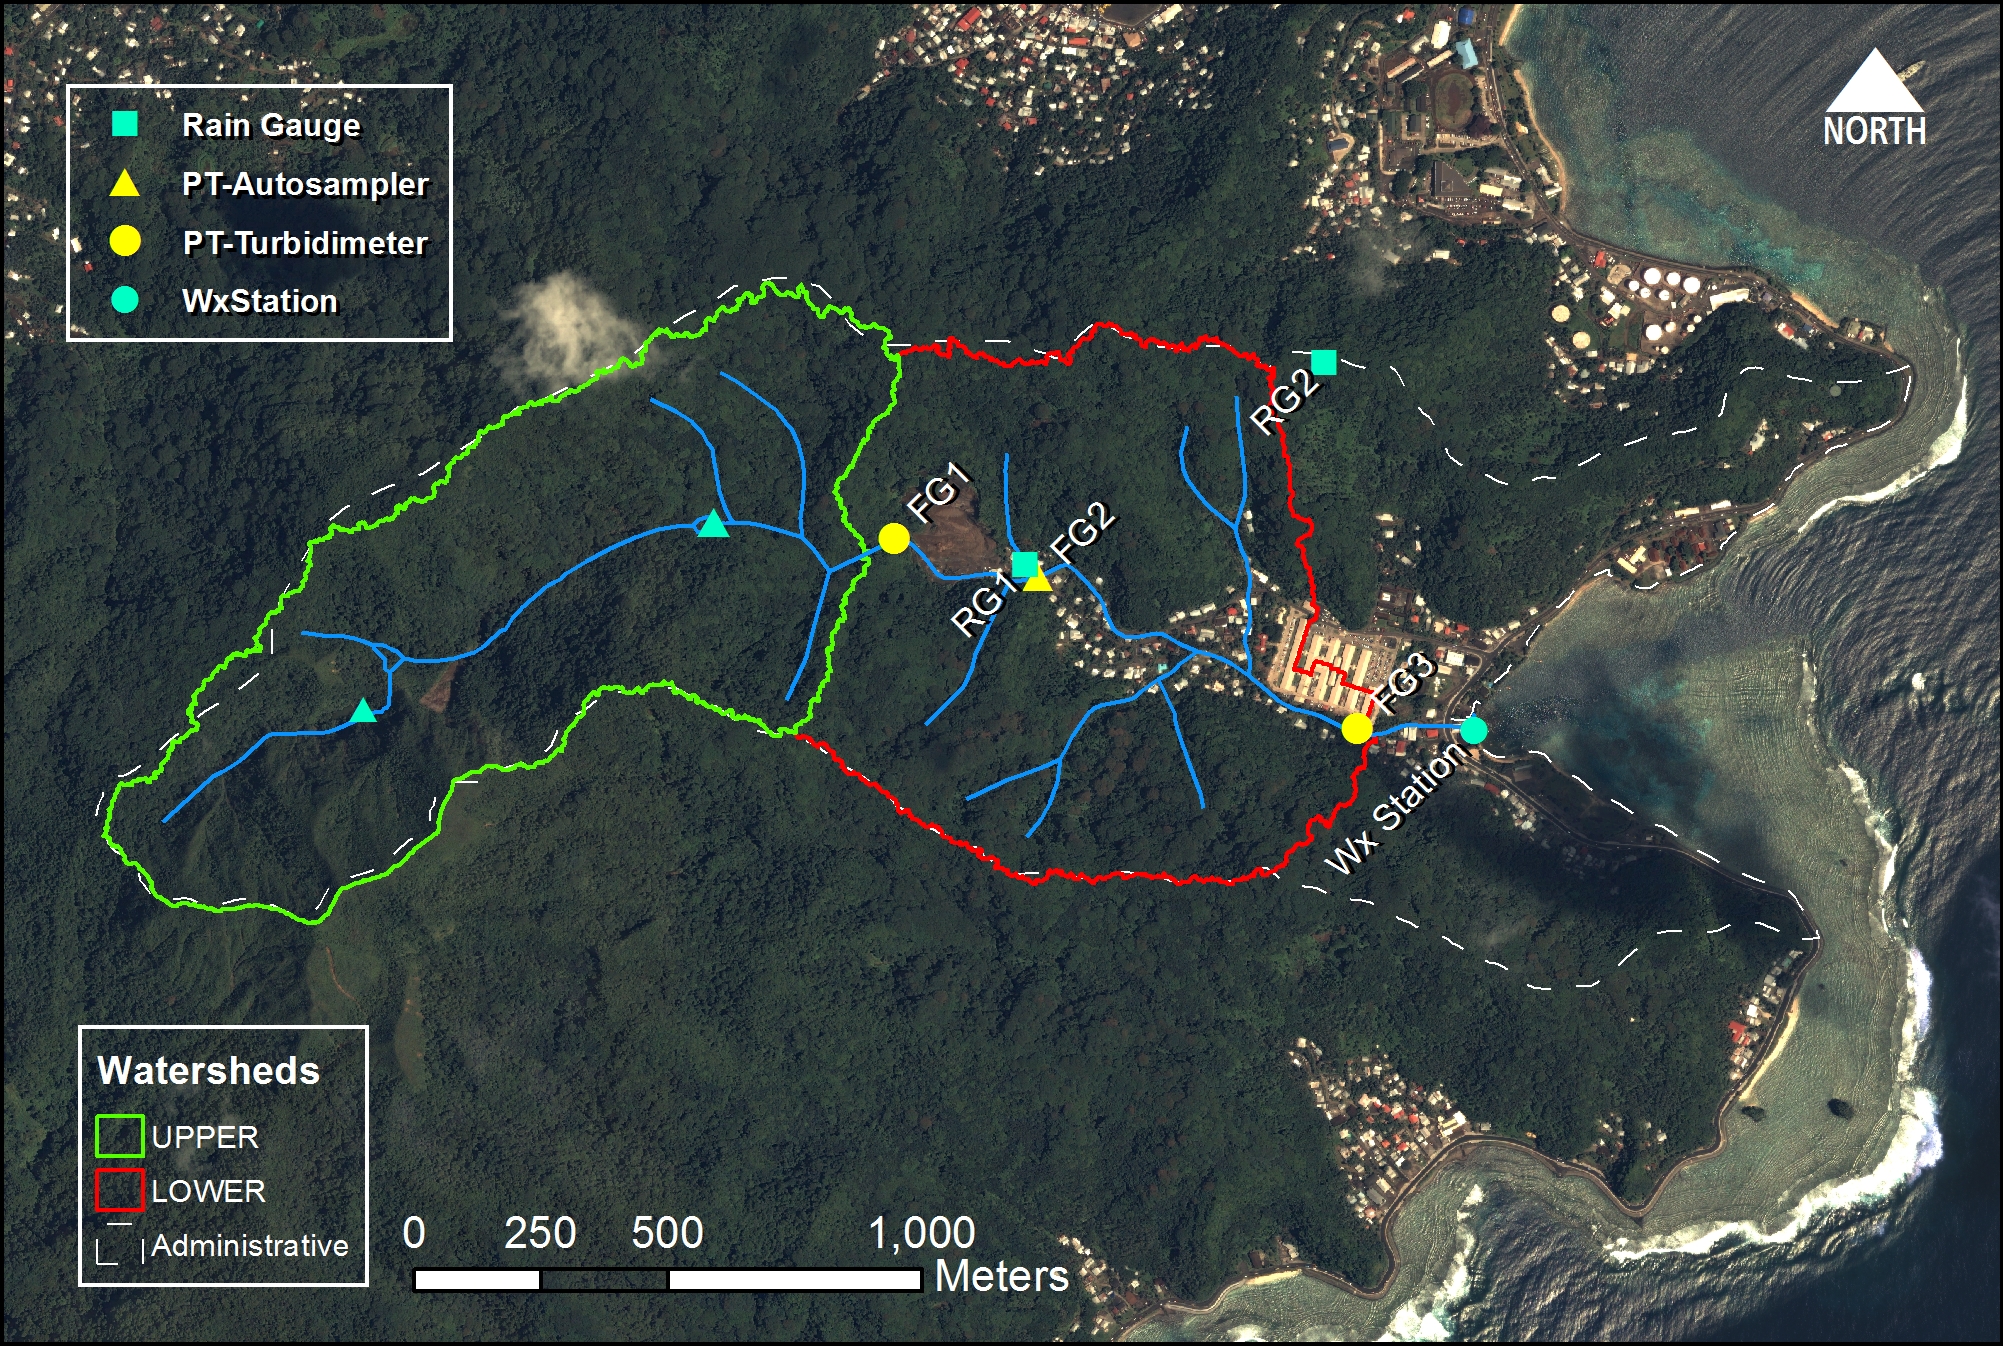 Rain Gauge
PT-Autosampler
PT-Turbidimeter
WxStation
NORTH
RG2
FG1
FG2
RG1
FG3
Wx Station
Watersheds
UPPER
LOWER
Administrative
0 250 500 1,000
Meters